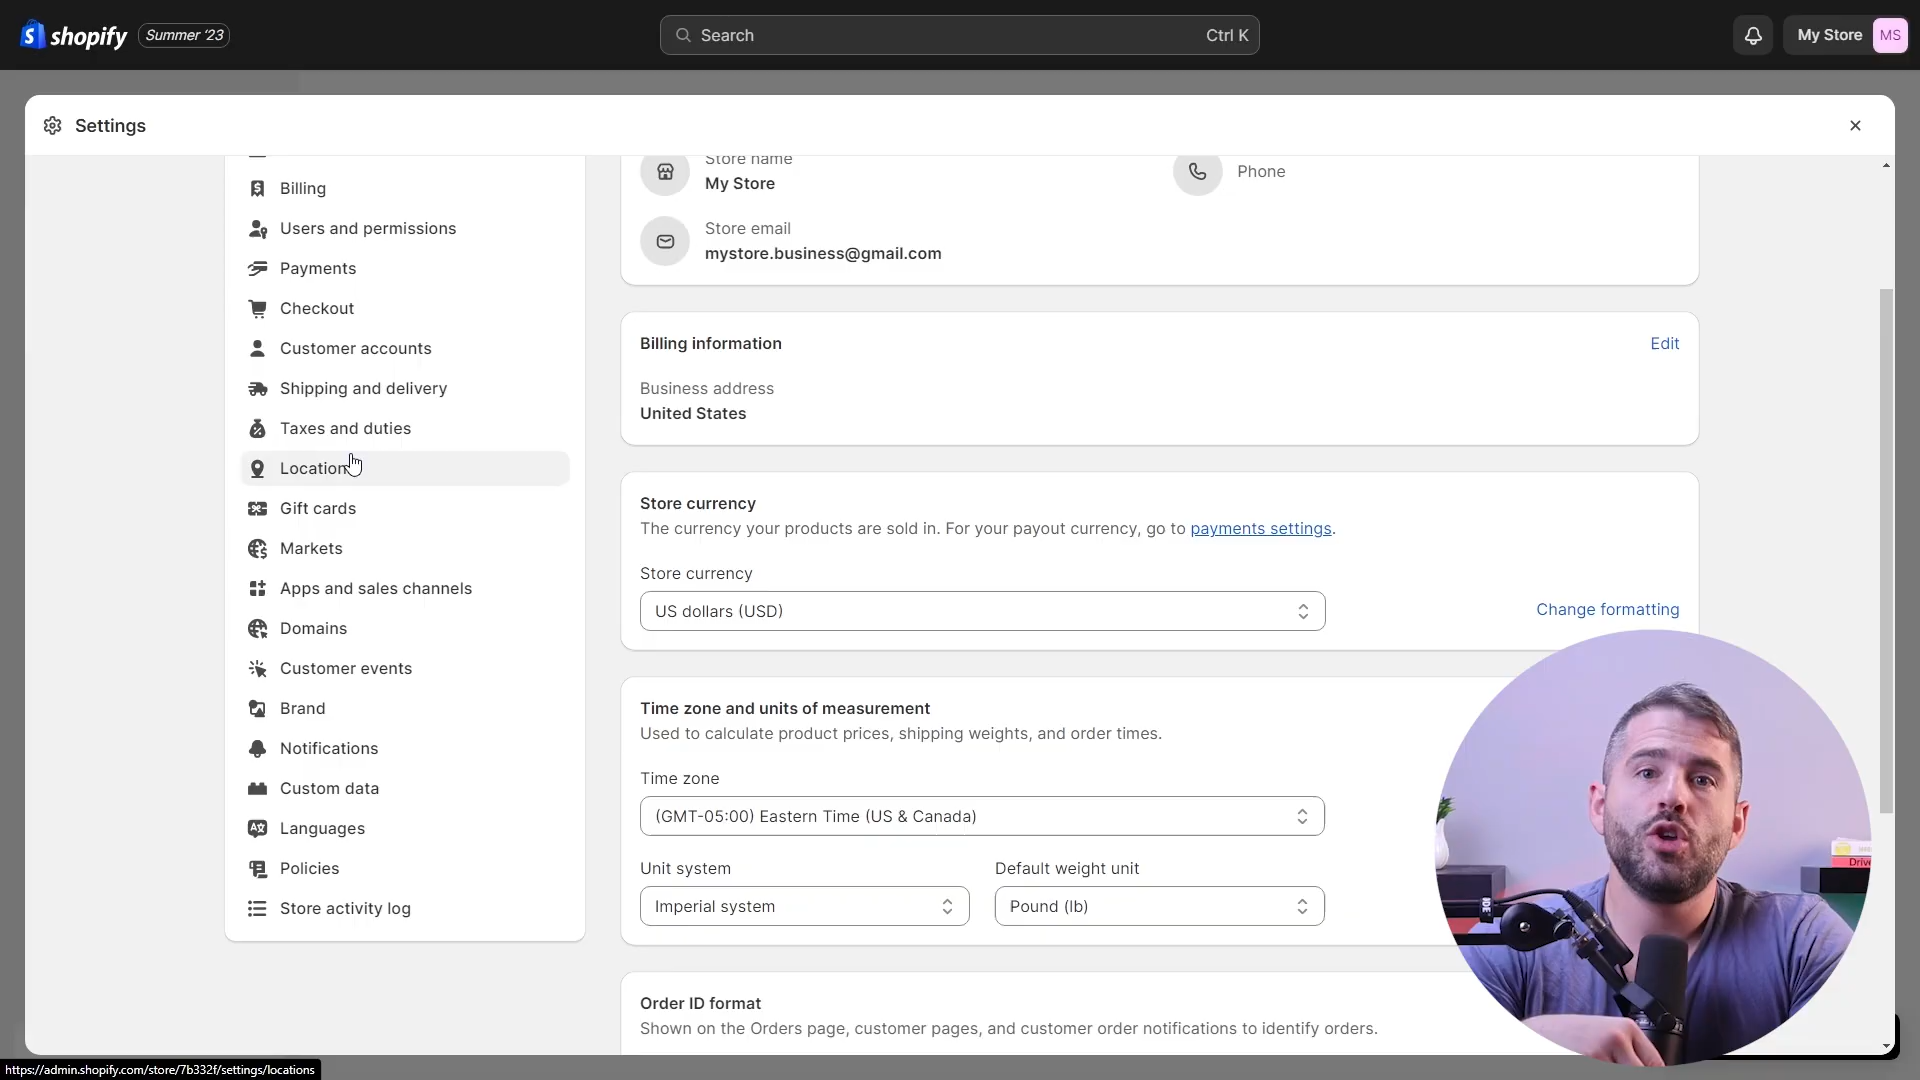 shopify
Summer '23
Search
Ctrl K
My Store
MS
Settings
Billing
Users and permissions
Payments
Checkout
Customer accounts
Shipping and delivery
Taxes and duties
Location
Gift cards
Markets
Apps and sales channels
Domains
Customer events
Brand
Notifications
Custom data
Languages
Policies
Store activity log
Store name
My Store
Phone
Store email
mystore.business@gmail.com
Billing information
Edit
Business address
United States
Store currency
The currency your products are sold in. For your payout currency, go to payments settings.
Store currency
US dollars (USD)
Change formatting
Time zone and units of measurement
Used to calculate product prices, shipping weights, and order times.
Time zone
(GMT-05:00) Eastern Time (US & Canada)
Unit system
Default weight unit
Imperial system
Pound (lb)
Order ID format
Shown on the Orders page, customer pages, and customer order notifications to identify orders.
https://admin.shopify.com/store/7b332f/settings/locations